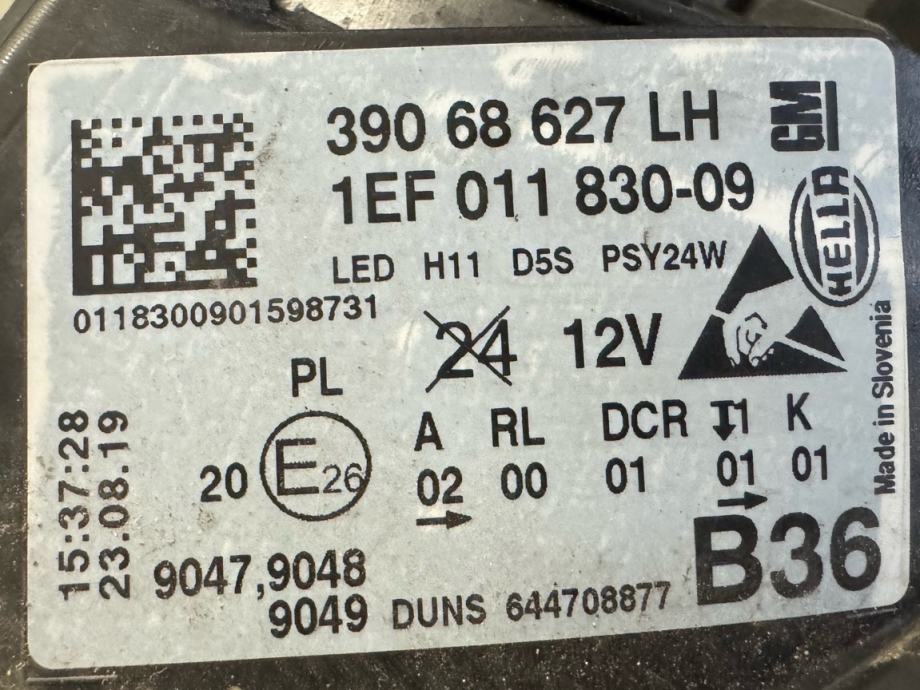 390 68 627 LH
GM
1EF 011 830-09
HELLA
LED H11 D5S PSY24W
0118300901598731
24 12V
PL
A RL DCR 1 K
20 E26 02 00 01 01 01
Made in Slovenia
15:37:28
23.08.19
9047,9048
9049 DUNS 644708877
B36